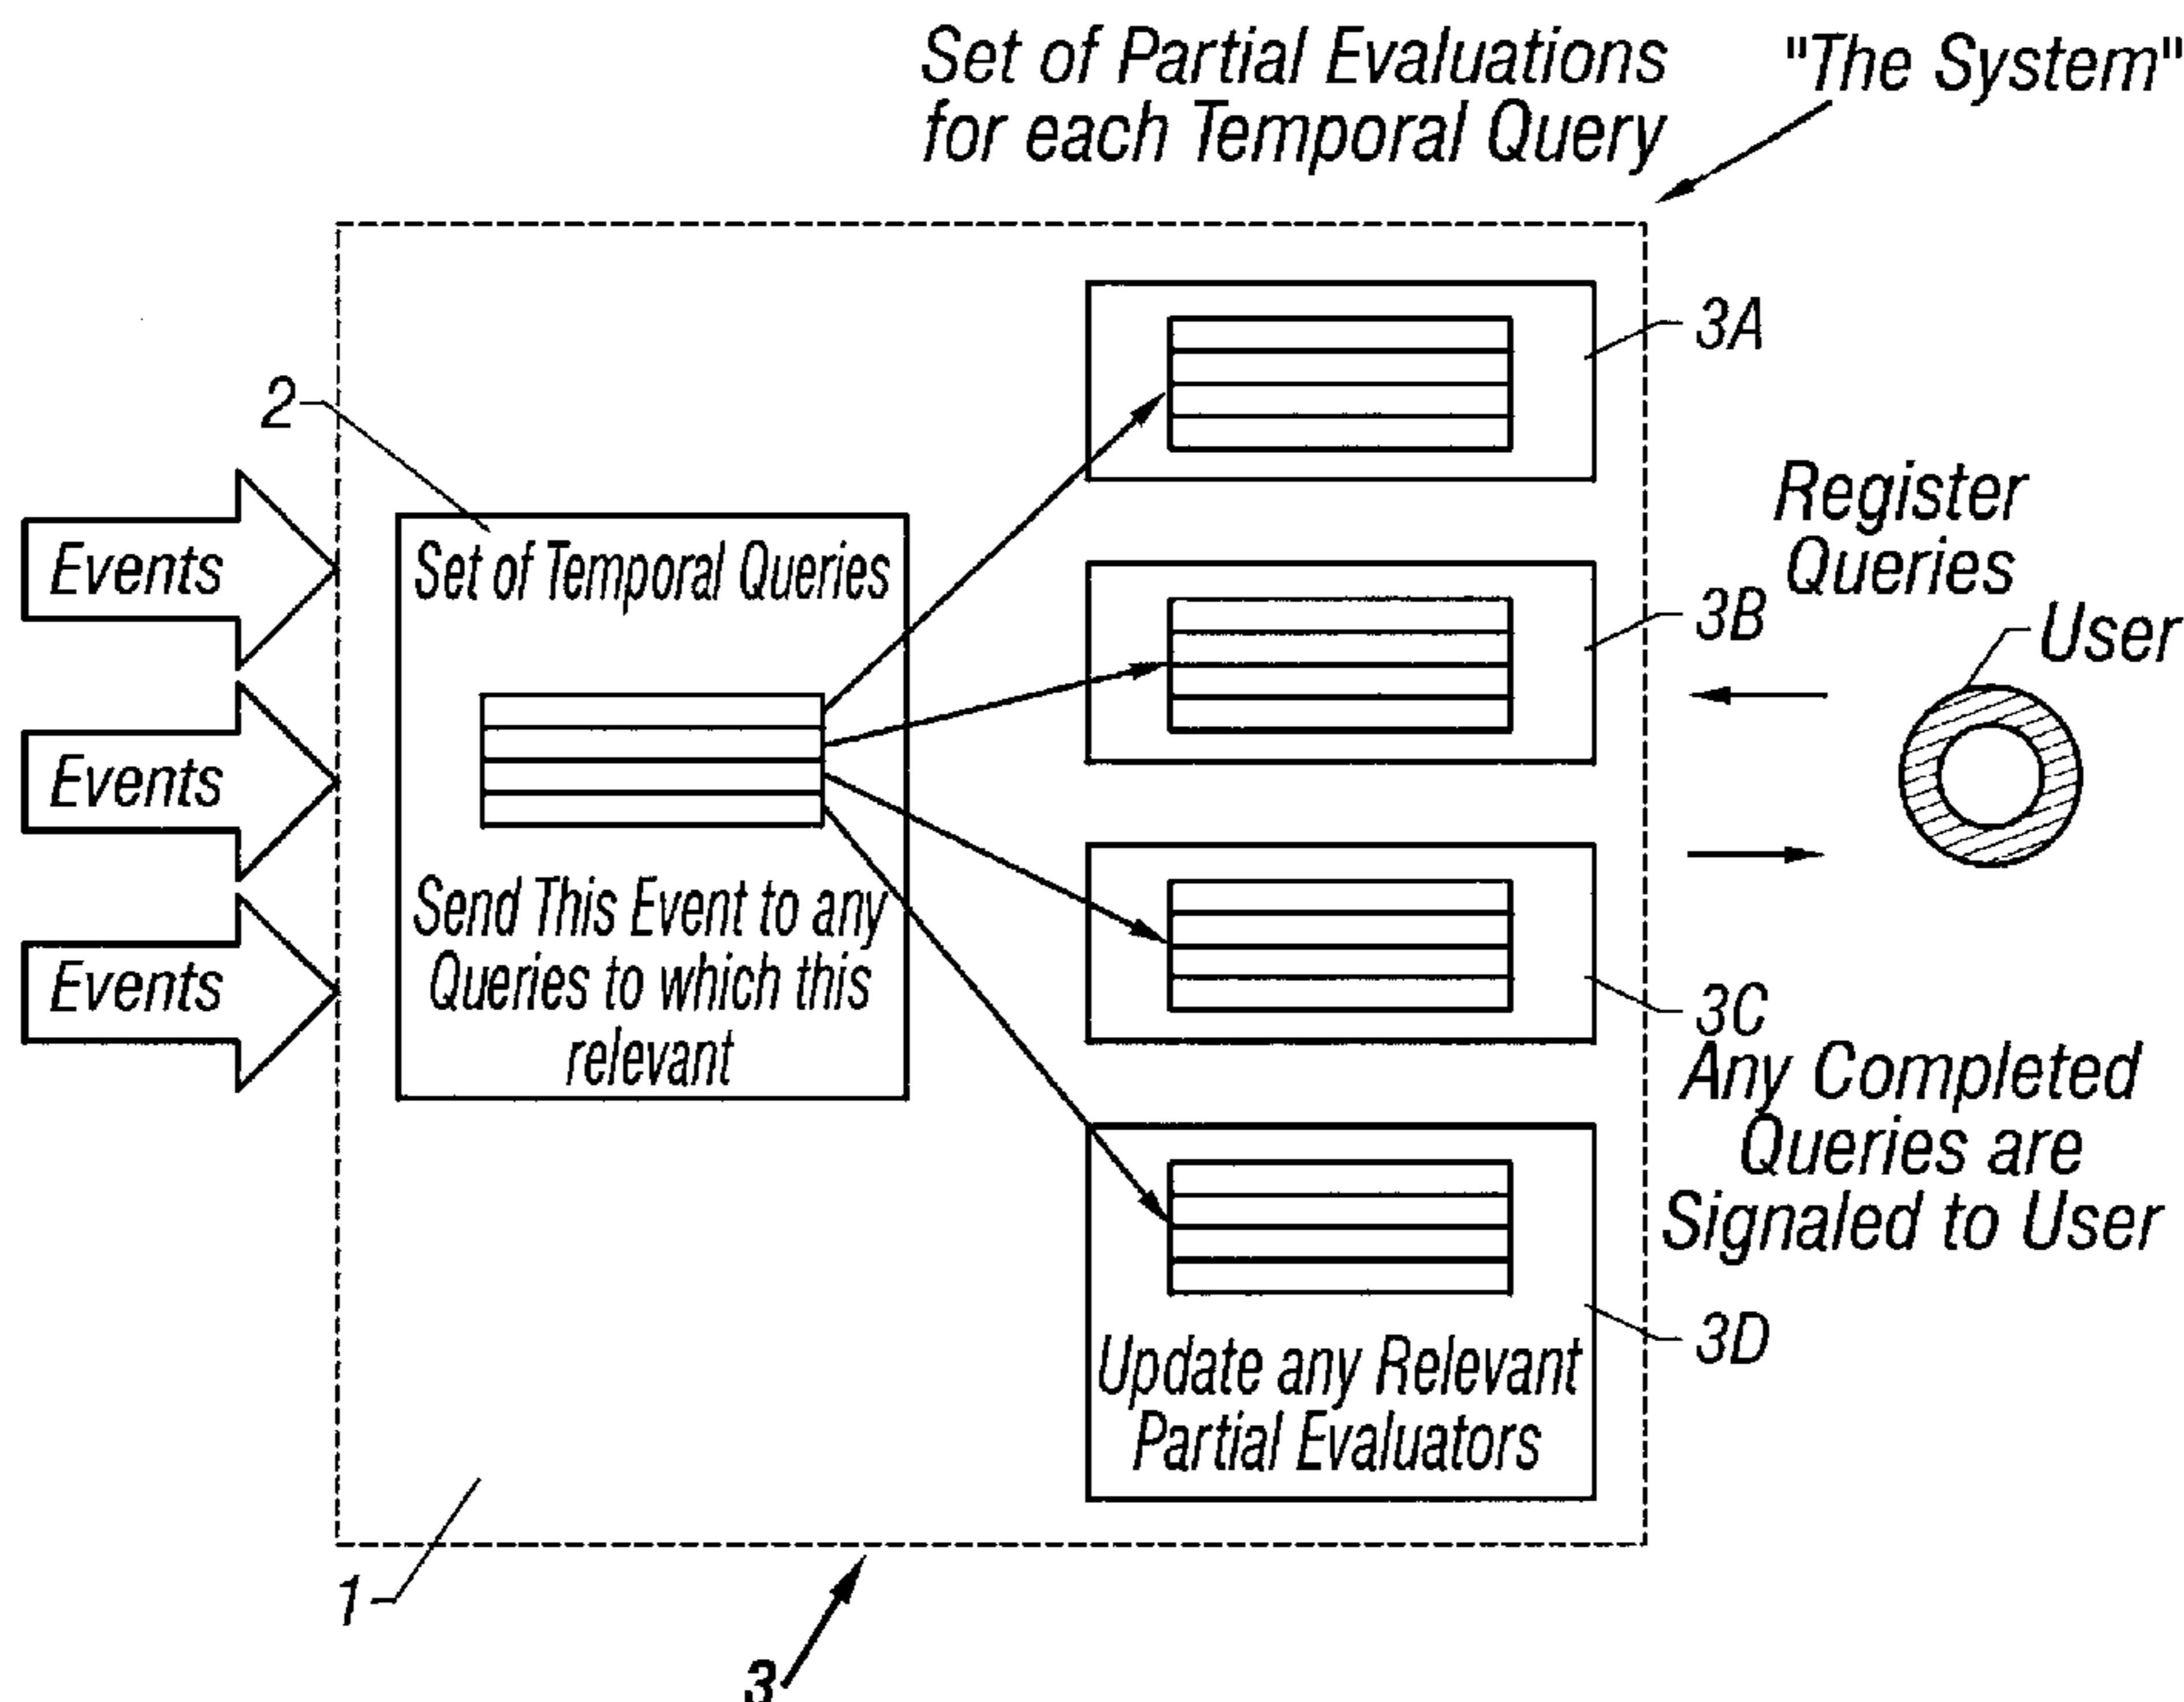 Set of Partial Evaluations
for each Temporal Query
"The System"
3A
2
Register
Queries
Events
Set of Temporal Queries
3B
User
Events
Send This Event to any
Queries to which this
relevant
Events
3C
Any Completed
Queries are
Signaled to User
3D
Update any Relevant
Partial Evaluators
1
3